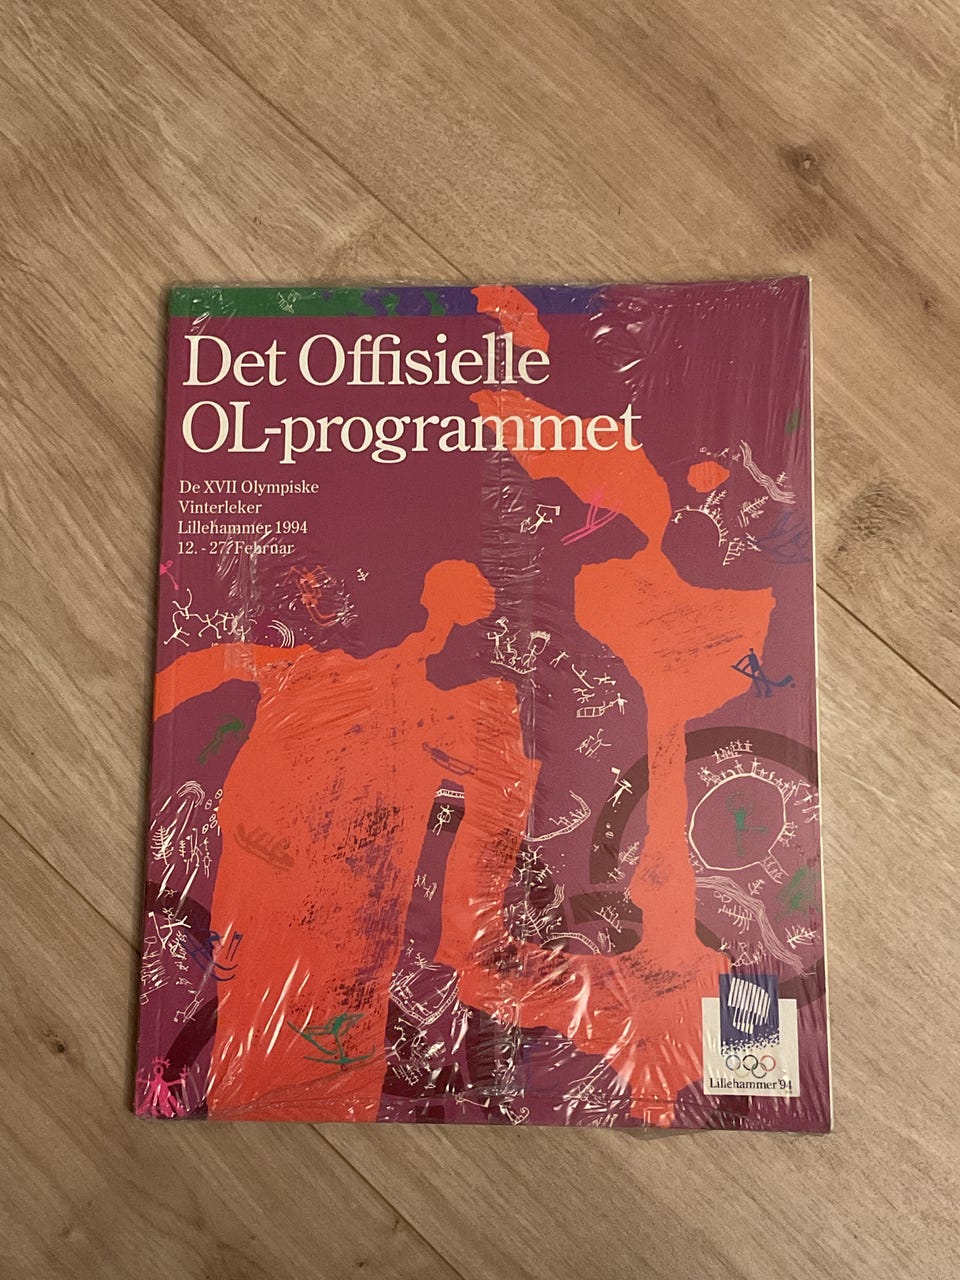 Det Offisielle
OL-programmet
De XVII Olympiske
Vinterleker
Lillehammer 1994
12. - 27. Februar
Lillehammer '94